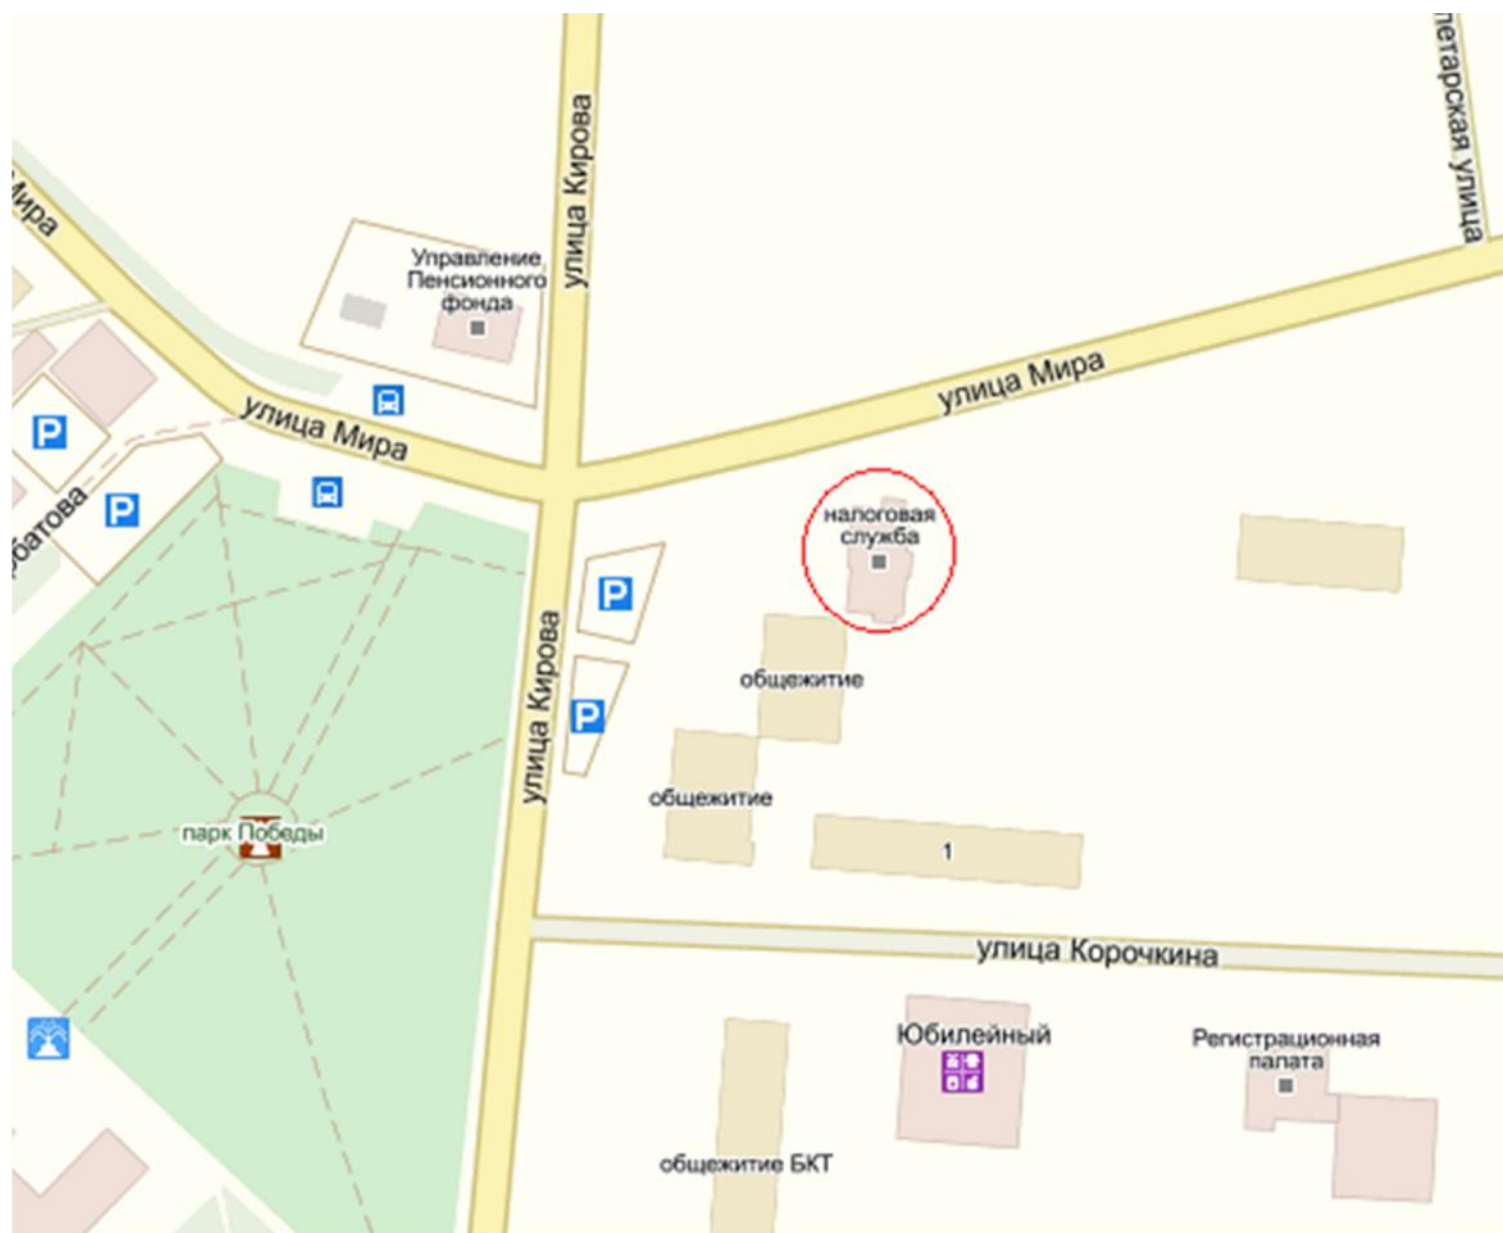 летарская улица
улица Кирова
Мира
Управление
Пенсионного
фонда
улица Мира
улица Мира
P
P
батова
налоговая
служба
P
улица Кирова
общежитие
P
общежитие
парк Победы
1
улица Корочкина
Юбилейный
Регистрационная
палата
общежитие БКТ